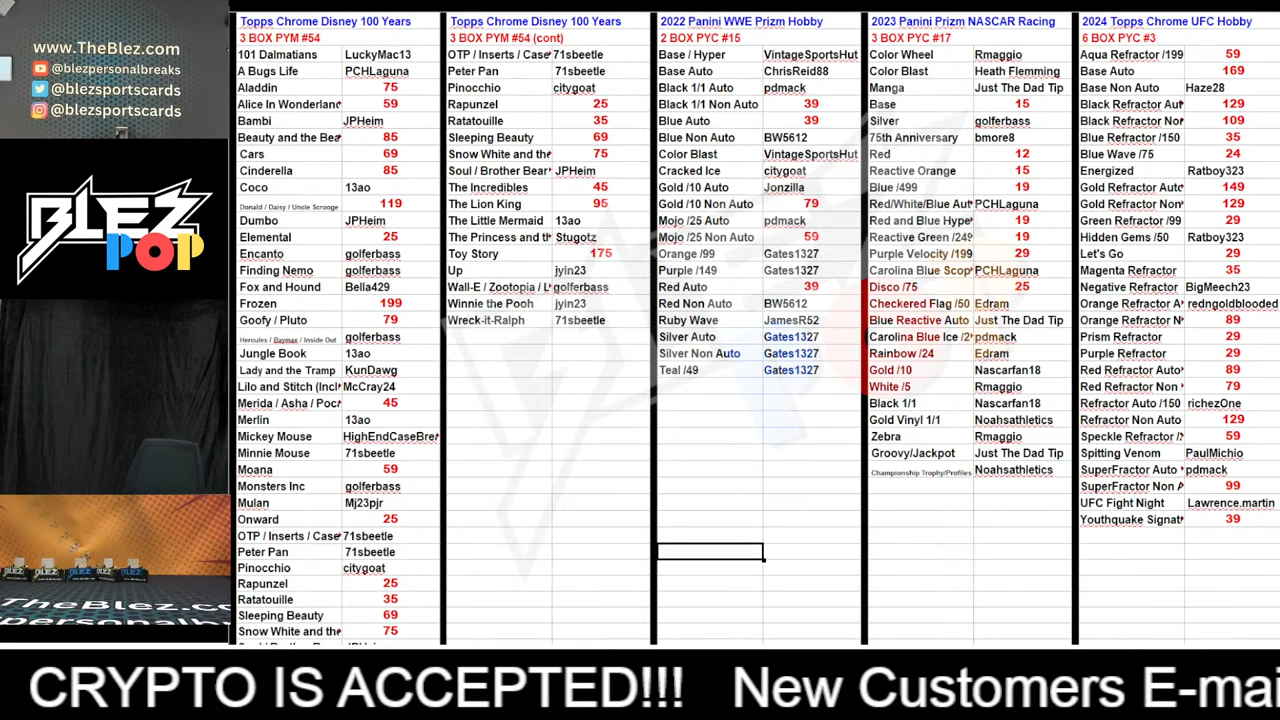 www.TheBlez.com
@blezpersonalbreaks
@blezsportscards
BLEZ
POP
Topps Chrome Disney 100 Years
3 BOX PYM #54
101 Dalmatians LuckyMac13
A Bugs Life PCHLaguna
Aladdin 75
Alice In Wonderlan 59
Bambi JPHeim
Beauty and the Bea 85
Cars 69
Cinderella 85
Coco 13ao
Donald / Daisy / Uncle Scrooge 119
Dumbo JPHeim
Elemental 25
Encanto golferbass
Finding Nemo golferbass
Fox and Hound Bella429
Frozen 199
Goofy / Pluto 79
Hercules / Baymax / Inside Out golferbass
Jungle Book 13ao
Lady and the Tramp KunDawg
Lilo and Stitch (Incl McCray24
Merida / Asha / Poca 45
Merlin 13ao
Mickey Mouse HighEndCaseBre
Minnie Mouse 71sbeetle
Moana 59
Monsters Inc golferbass
Mulan Mj23pjr
Onward 25
OTP / Inserts / Case 71sbeetle
Peter Pan 71sbeetle
Pinocchio citygoat
Rapunzel 25
Ratatouille 35
Sleeping Beauty 69
Snow White and the 75
Topps Chrome Disney 100 Years
3 BOX PYM #54 (cont)
OTP / Inserts / Case 71sbeetle
Peter Pan 71sbeetle
Pinocchio citygoat
Rapunzel 25
Ratatouille 35
Sleeping Beauty 69
Snow White and the 75
Soul / Brother Bear JPHeim
The Incredibles 45
The Lion King 95
The Little Mermaid 13ao
The Princess and th Stugotz
Toy Story 175
Up jyin23
Wall-E / Zootopia / L golferbass
Winnie the Pooh jyin23
Wreck-it-Ralph 71sbeetle
2022 Panini WWE Prizm Hobby
2 BOX PYC #15
Base / Hyper VintageSportsHut
Base Auto ChrisReid88
Black 1/1 Auto pdmack
Black 1/1 Non Auto 39
Blue Auto 39
Blue Non Auto BW5612
Color Blast VintageSportsHut
Cracked Ice citygoat
Gold /10 Auto Jonzilla
Gold /10 Non Auto 79
Mojo /25 Auto pdmack
Mojo /25 Non Auto 59
Orange /99 Gates1327
Purple /149 Gates1327
Red Auto 39
Red Non Auto BW5612
Ruby Wave JamesR52
Silver Auto Gates1327
Silver Non Auto Gates1327
Teal /49 Gates1327
2023 Panini Prizm NASCAR Racing
3 BOX PYC #17
Color Wheel Rmaggio
Color Blast Heath Flemming
Manga Just The Dad Tip
Base 15
Silver golferbass
75th Anniversary bmore8
Red 12
Reactive Orange 15
Blue /499 19
Red/White/Blue Aut PCHLaguna
Red and Blue Hype 19
Reactive Green /249 19
Purple Velocity /199 29
Carolina Blue Scop PCHLaguna
Disco /75 25
Checkered Flag /50 Edram
Blue Reactive Auto Just The Dad Tip
Carolina Blue Ice /2 pdmack
Rainbow /24 Edram
Gold /10 Nascarfan18
White /5 Rmaggio
Black 1/1 Nascarfan18
Gold Vinyl 1/1 Noahsathletics
Zebra Rmaggio
Groovy/Jackpot Just The Dad Tip
Championship Trophy/Profiles Noahsathletics
2024 Topps Chrome UFC Hobby
6 BOX PYC #3
Aqua Refractor /199 59
Base Auto 169
Base Non Auto Haze28
Black Refractor Aut 129
Black Refractor Nor 109
Blue Refractor /150 35
Blue Wave /75 24
Energized Ratboy323
Gold Refractor Aut 149
Gold Refractor Non 129
Green Refractor /99 29
Hidden Gems /50 Ratboy323
Let's Go 29
Magenta Refractor 35
Negative Refractor BigMeech23
Orange Refractor A redngoldblooded
Orange Refractor N 89
Prism Refractor 29
Purple Refractor 29
Red Refractor Auto 89
Red Refractor Non 79
Refractor Auto /150 richezOne
Refractor Non Auto 129
Speckle Refractor / 59
Spitting Venom PaulMichio
SuperFractor Auto pdmack
SuperFractor Non A 99
UFC Fight Night Lawrence.martin
Youthquake Signat 39
CRYPTO IS ACCEPTED!!! New Customers E-mai